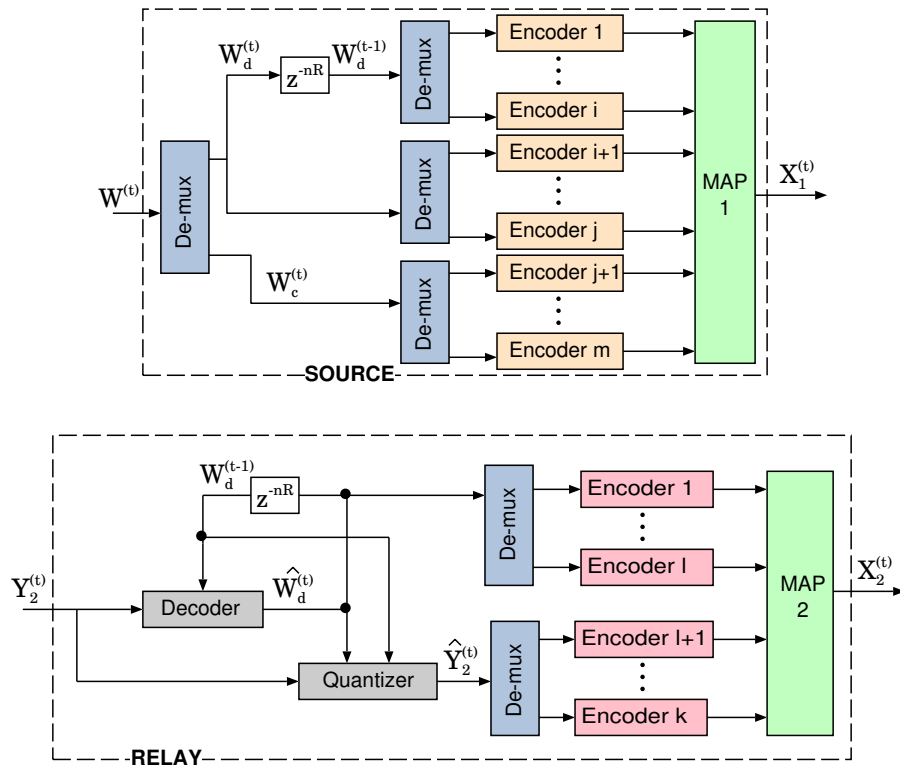 W_d^(t)
z^-nR
W_d^(t-1)
De-mux
Encoder 1
Encoder i
W^(t)
De-mux
De-mux
Encoder i+1
Encoder j
MAP 1
X_1^(t)
W_c^(t)
De-mux
Encoder j+1
Encoder m
SOURCE
W_d^(t-1)
z^-nR
De-mux
Encoder 1
Encoder l
Y_2^(t)
Decoder
Ŵ_d^(t)
MAP 2
X_2^(t)
Quantizer
Ŷ_2^(t)
De-mux
Encoder l+1
Encoder k
RELAY